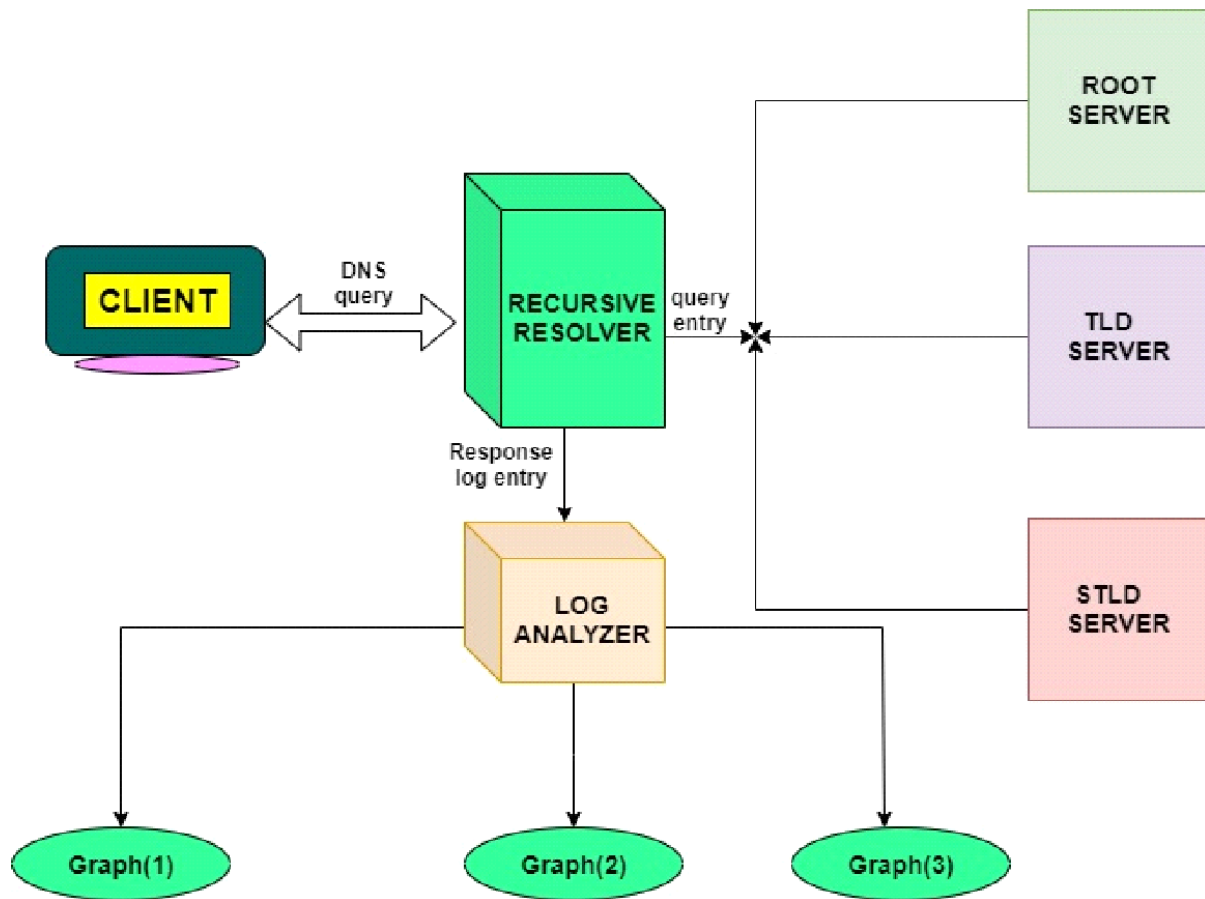 ROOT
SERVER
DNS
query
CLIENT
RECURSIVE
RESOLVER
query
entry
TLD
SERVER
Response
log entry
LOG
ANALYZER
STLD
SERVER
Graph(1)
Graph(2)
Graph(3)